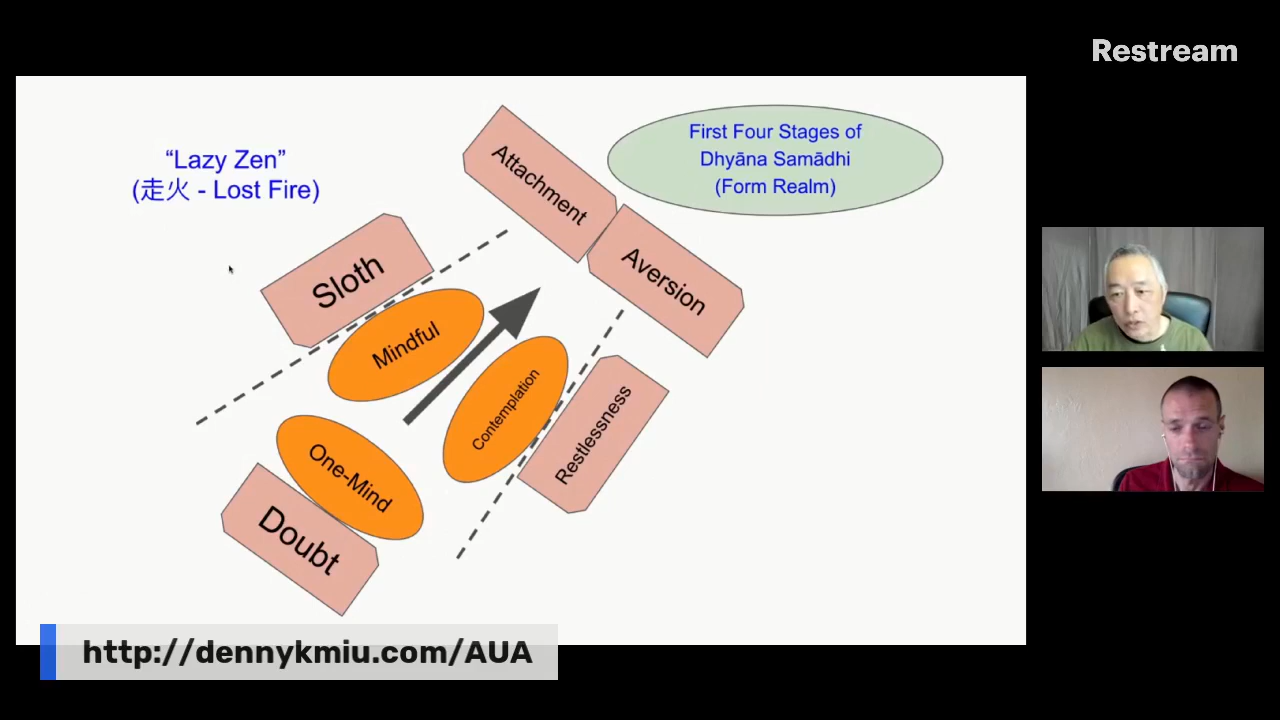 Restream
“Lazy Zen”
(走火 - Lost Fire)
First Four Stages of
Dhyāna Samādhi
(Form Realm)
Attachment
Aversion
Sloth
Mindful
Contemplation
Restlessness
One-Mind
Doubt
http://dennykmiu.com/AUA